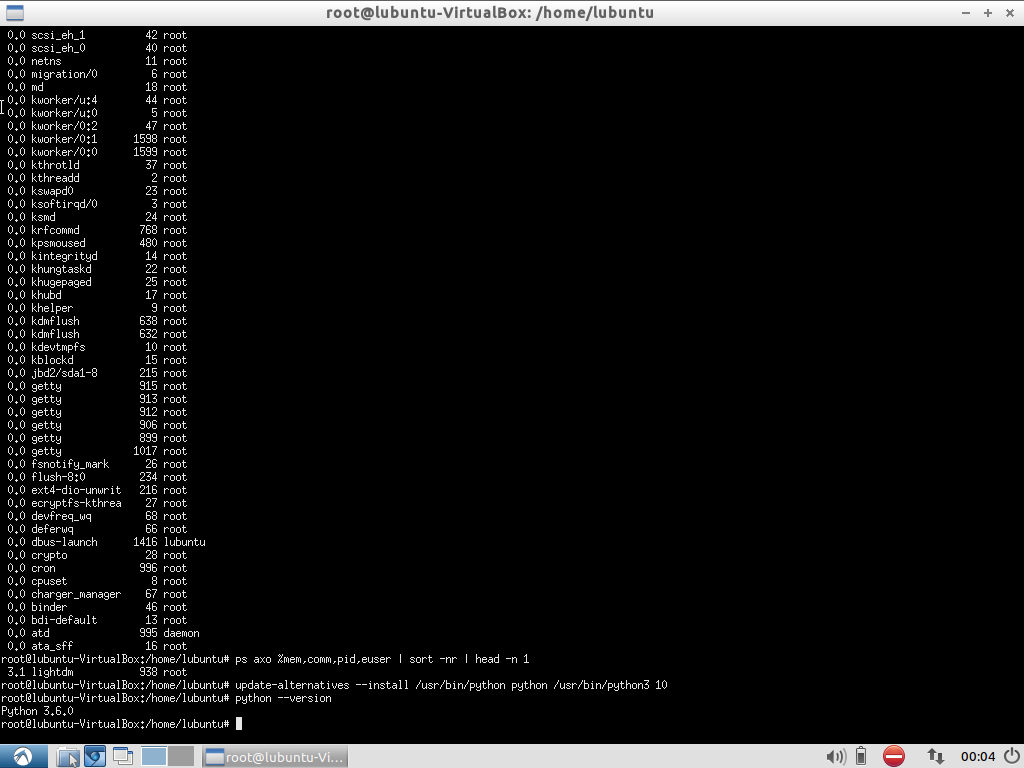 root@lubuntu-VirtualBox: /home/lubuntu
0.0 scsi_eh_1 42 root
0.0 scsi_eh_0 40 root
0.0 netns 11 root
0.0 migration/0 6 root
0.0 md 18 root
0.0 kworker/u:4 44 root
0.0 kworker/u:0 5 root
0.0 kworker/0:2 47 root
0.0 kworker/0:1 1598 root
0.0 kworker/0:0 1599 root
0.0 kthrotld 37 root
0.0 kthreadd 2 root
0.0 kswapd0 23 root
0.0 ksoftirqd/0 3 root
0.0 ksmd 24 root
0.0 krfcommd 768 root
0.0 kpsmoused 480 root
0.0 kintegrityd 14 root
0.0 khungtaskd 22 root
0.0 khugepaged 25 root
0.0 khubd 17 root
0.0 khelper 9 root
0.0 kdmflush 638 root
0.0 kdmflush 632 root
0.0 kdevtmpfs 10 root
0.0 kblockd 15 root
0.0 jbd2/sda1-8 215 root
0.0 getty 915 root
0.0 getty 913 root
0.0 getty 912 root
0.0 getty 906 root
0.0 getty 899 root
0.0 getty 1017 root
0.0 fsnotify_mark 26 root
0.0 flush-8:0 234 root
0.0 ext4-dio-unwrit 216 root
0.0 ecryptfs-kthrea 27 root
0.0 devfreq_wq 68 root
0.0 deferwq 66 root
0.0 dbus-launch 1416 lubuntu
0.0 crypto 28 root
0.0 cron 996 root
0.0 cpuset 8 root
0.0 charger_manager 67 root
0.0 binder 46 root
0.0 bdi-default 13 root
0.0 atd 995 daemon
0.0 ata_sff 16 root
root@lubuntu-VirtualBox:/home/lubuntu# ps axo %mem,comm,pid,euser | sort -nr | head -n 1
3.1 lightdm 938 root
root@lubuntu-VirtualBox:/home/lubuntu# update-alternatives --install /usr/bin/python python /usr/bin/python3 10
root@lubuntu-VirtualBox:/home/lubuntu# python --version
Python 3.6.0
root@lubuntu-VirtualBox:/home/lubuntu#
root@lubuntu-Vi...
00:04